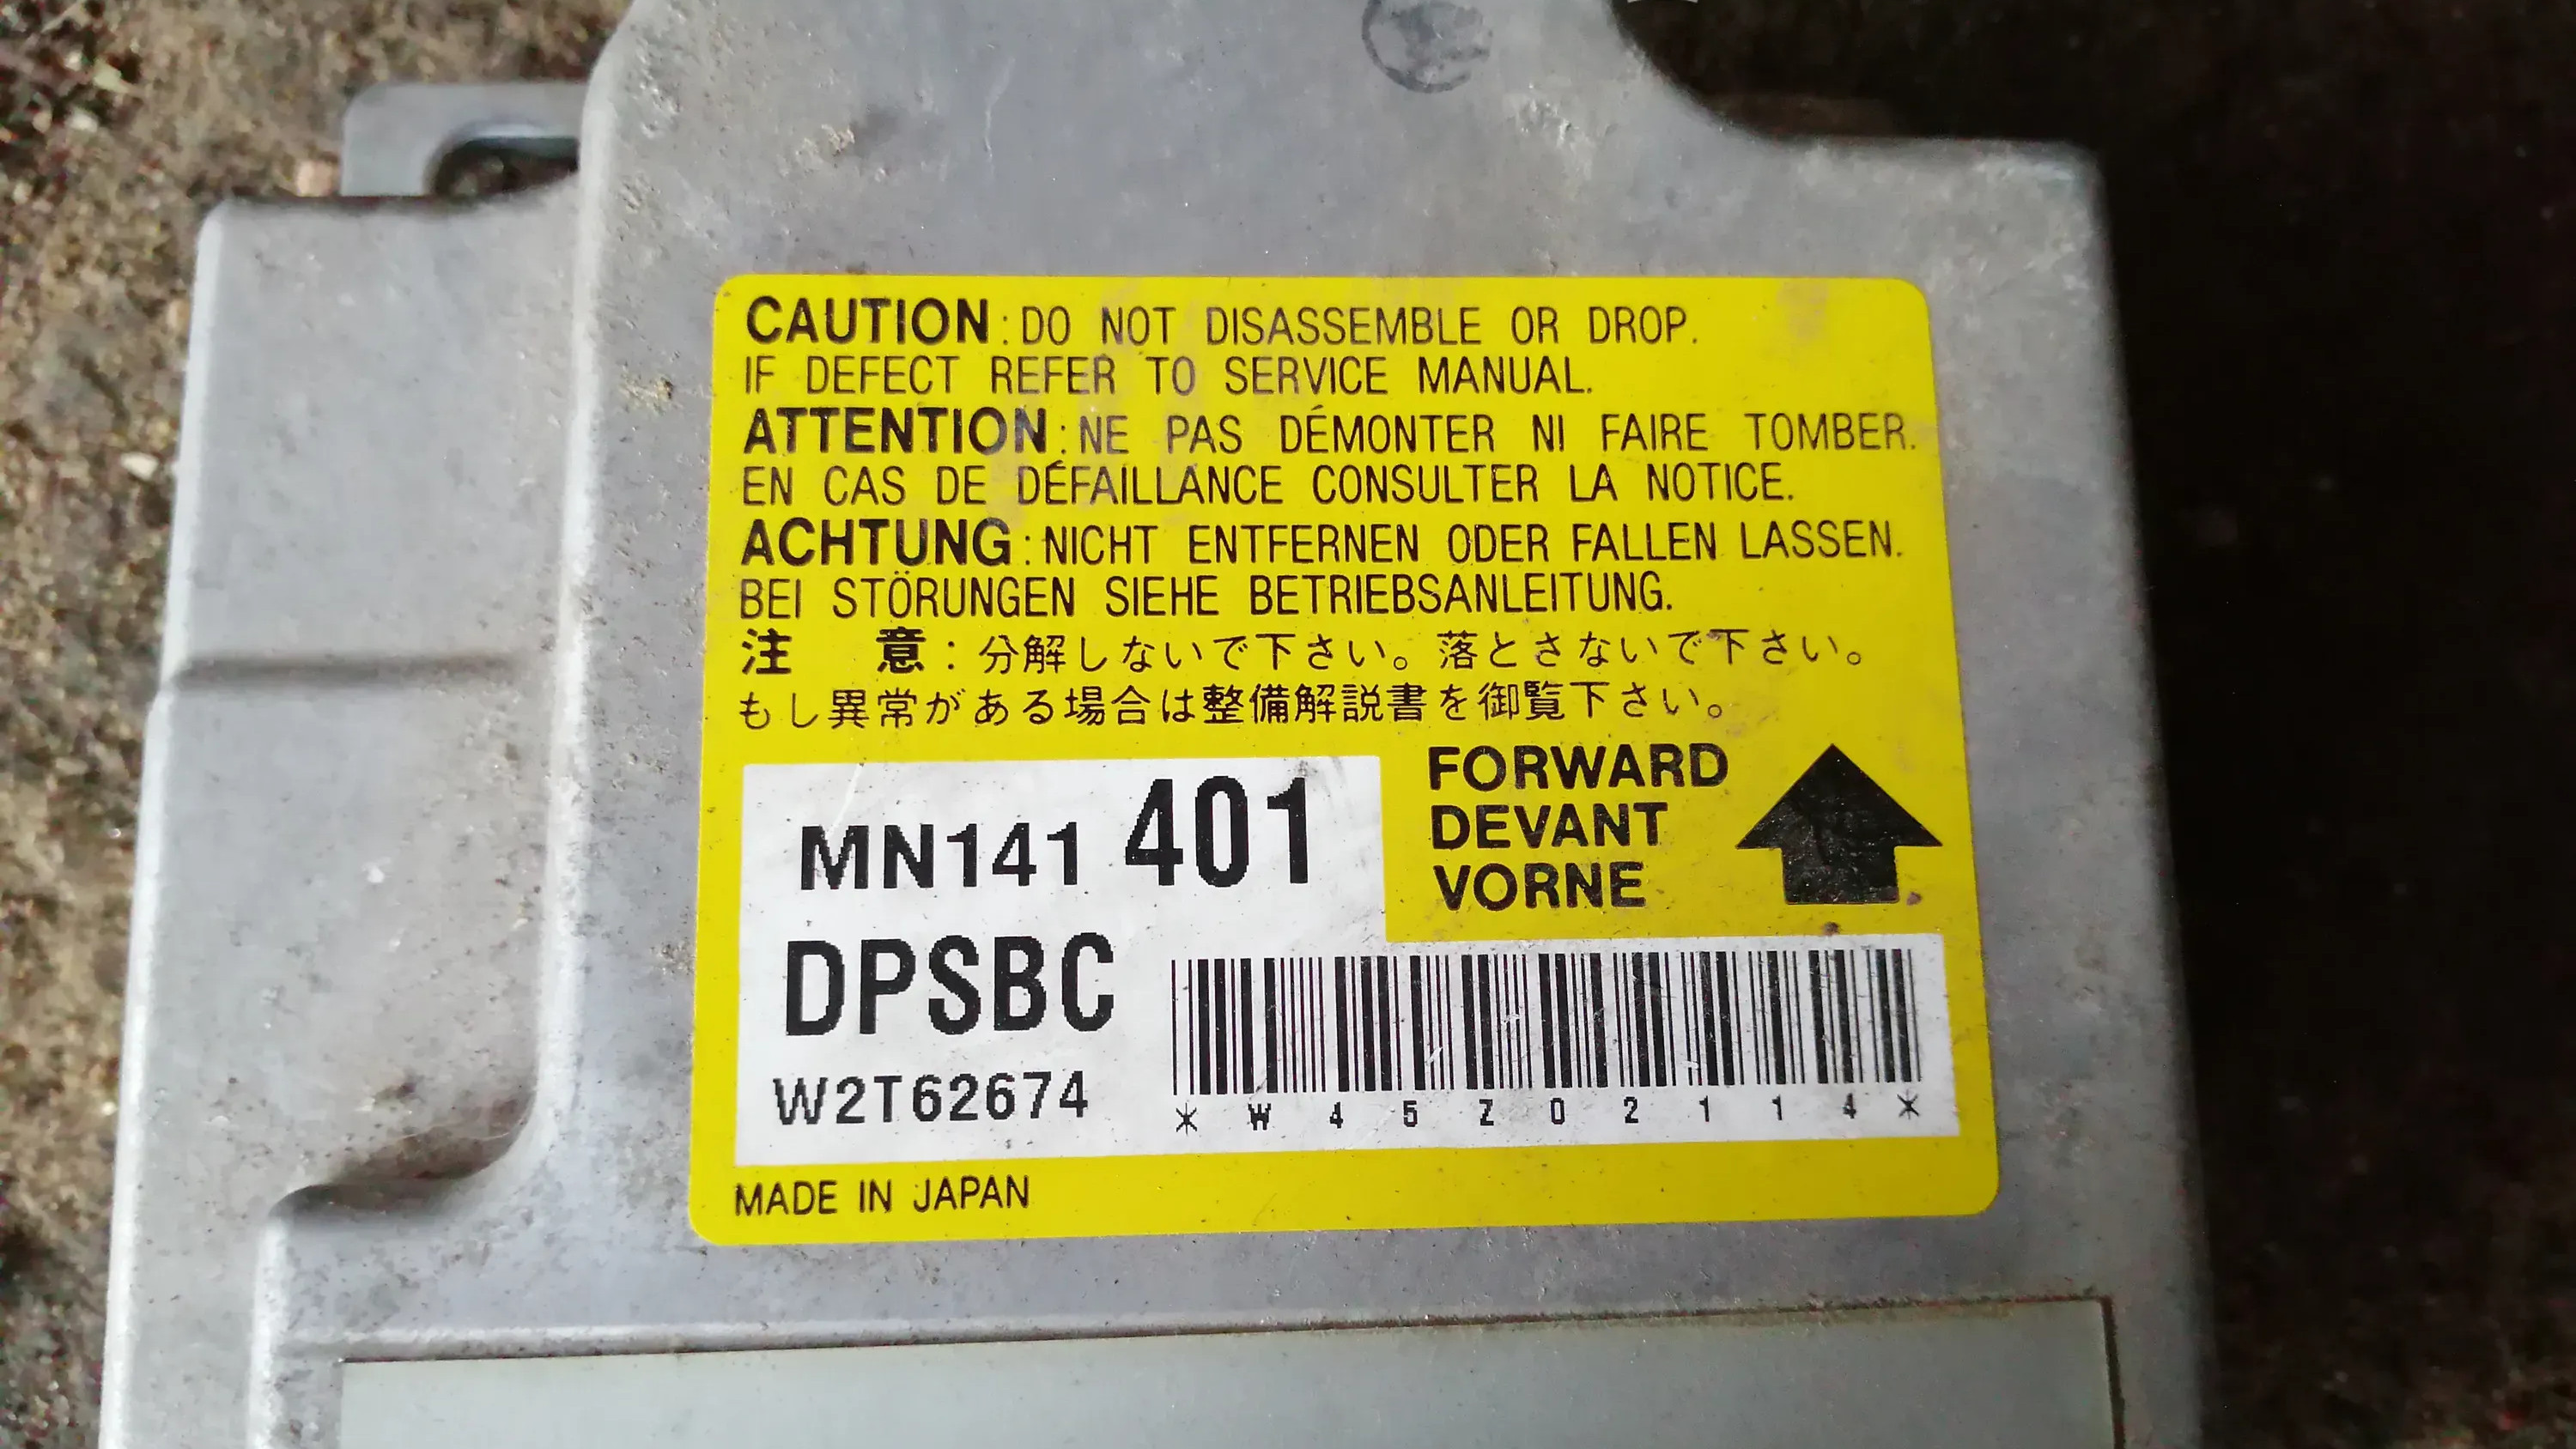 CAUTION:DO NOT DISASSEMBLE OR DROP.
IF DEFECT REFER TO SERVICE MANUAL.
ATTENTION:NE PAS DÉMONTER NI FAIRE TOMBER.
EN CAS DE DÉFAILLANCE CONSULTER LA NOTICE.
ACHTUNG:NICHT ENTFERNEN ODER FALLEN LASSEN.
BEI STÖRUNGEN SIEHE BETRIEBSANLEITUNG.
注 意:分解しないで下さい。落とさないで下さい。
もし異常がある場合は整備解説書を御覧下さい。
MN141 401
FORWARD
DEVANT
VORNE
DPSBC
W2T62674
*W45Z02114*
MADE IN JAPAN